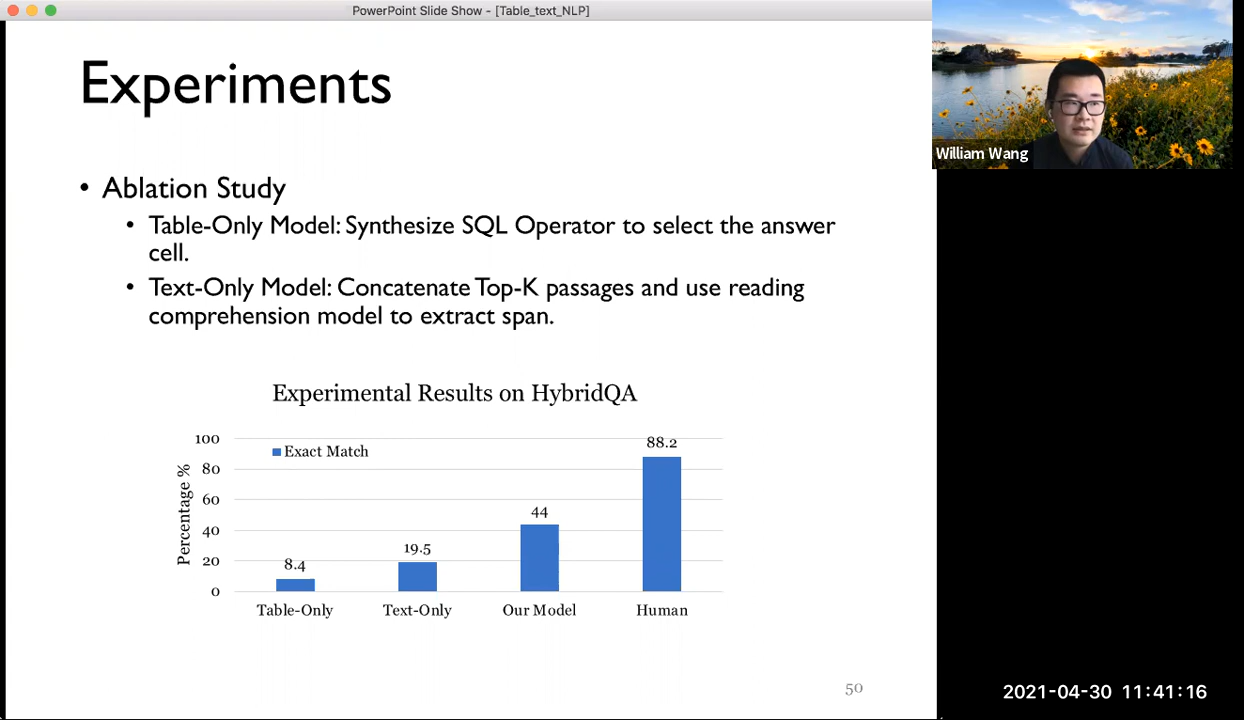 PowerPoint Slide Show - [Table_text_NLP]
Experiments
• Ablation Study
• Table-Only Model: Synthesize SQL Operator to select the answer
cell.
• Text-Only Model: Concatenate Top-K passages and use reading
comprehension model to extract span.
Experimental Results on HybridQA
Percentage %
100
80
60
40
20
0
Exact Match
8.4
19.5
44
88.2
Table-Only
Text-Only
Our Model
Human
50
William Wang
2021-04-30 11:41:16